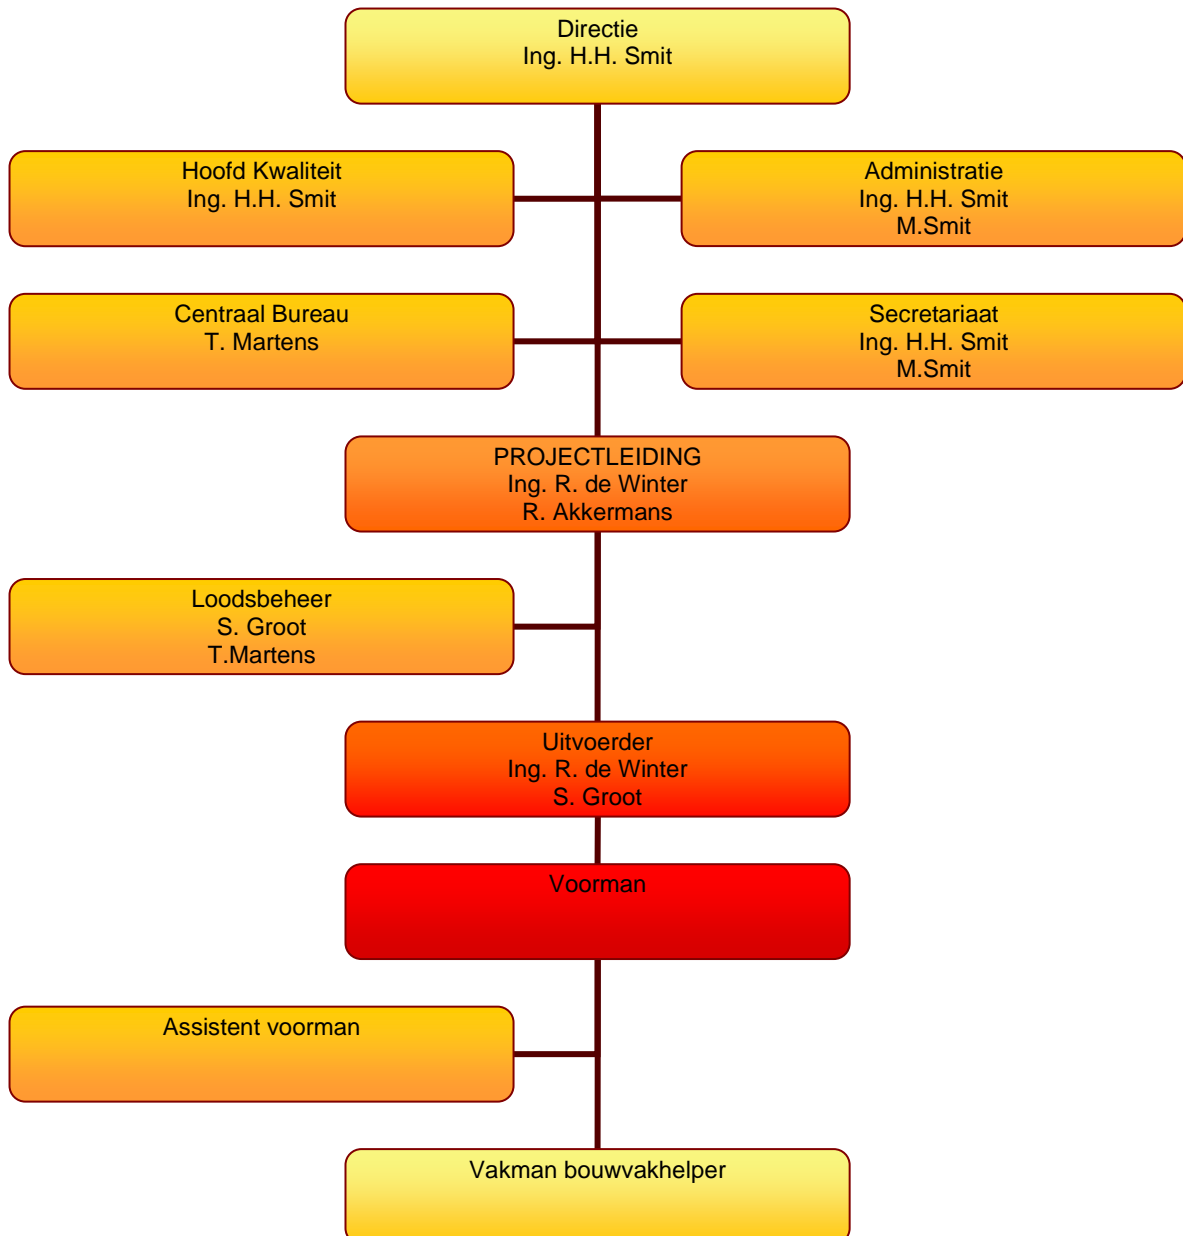 Directie
Ing. H.H. Smit
Hoofd Kwaliteit
Ing. H.H. Smit
Administratie
Ing. H.H. Smit
M.Smit
Centraal Bureau
T. Martens
Secretariaat
Ing. H.H. Smit
M.Smit
PROJECTLEIDING
Ing. R. de Winter
R. Akkermans
Loodsbeheer
S. Groot
T.Martens
Uitvoerder
Ing. R. de Winter
S. Groot
Voorman
Assistent voorman
Vakman bouwvakhelper